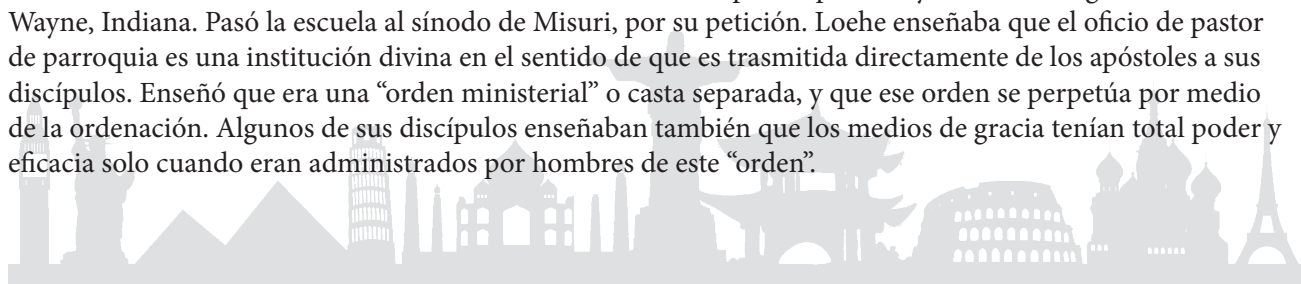 Wayne, Indiana. Pasó la escuela al sínodo de Misuri, por su petición. Loehe enseñaba que el oficio de pastor
de parroquia es una institución divina en el sentido de que es trasmitida directamente de los apóstoles a sus
discípulos. Enseñó que era una “orden ministerial” o casta separada, y que ese orden se perpetúa por medio
de la ordenación. Algunos de sus discípulos enseñaban también que los medios de gracia tenían total poder y
eficacia solo cuando eran administrados por hombres de este “orden”.